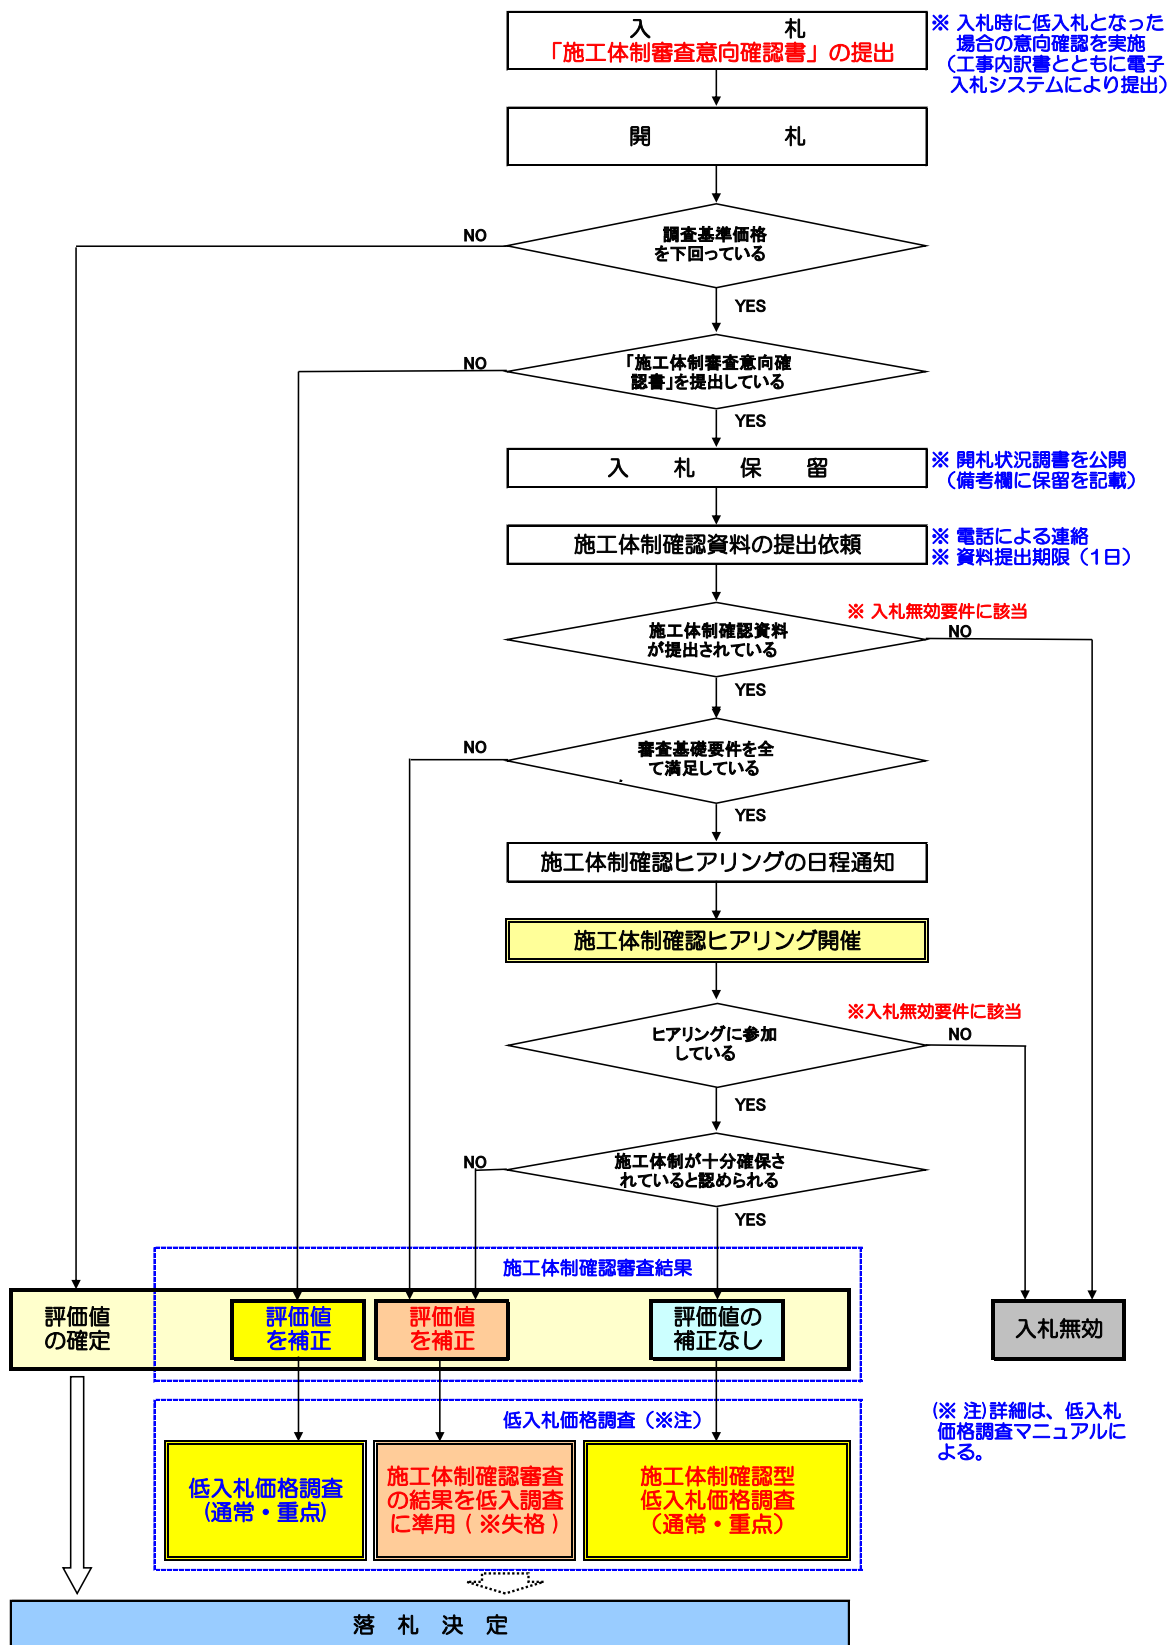 入　　　札
「施工体制審査意向確認書」の提出
※ 入札時に低入札となった
場合の意向確認を実施
（工事内訳書とともに電子
入札システムにより提出）
開　　　札
調査基準価格
を下回っている
NO
YES
「施工体制審査意向確
認書」を提出している
NO
YES
入　札　保　留
※ 開札状況調書を公開
（備考欄に保留を記載）
施工体制確認資料の提出依頼
※ 電話による連絡
※ 資料提出期限（1日）
※ 入札無効要件に該当
施工体制確認資料
が提出されている
NO
YES
審査基礎要件を全
て満足している
NO
YES
施工体制確認ヒアリングの日程通知
施工体制確認ヒアリング開催
※入札無効要件に該当
ヒアリングに参加
している
NO
YES
施工体制が十分確保さ
れていると認められる
NO
YES
施工体制確認審査結果
評価値
の確定
評価値
を補正
評価値
を補正
評価値の
補正なし
入札無効
低入札価格調査（※注）
(※ 注)詳細は、低入札
価格調査マニュアルに
よる。
低入札価格調査
(通常・重点)
施工体制確認審査
の結果を低入調査
に準用（※失格）
施工体制確認型
低入札価格調査
（通常・重点）
落　札　決　定